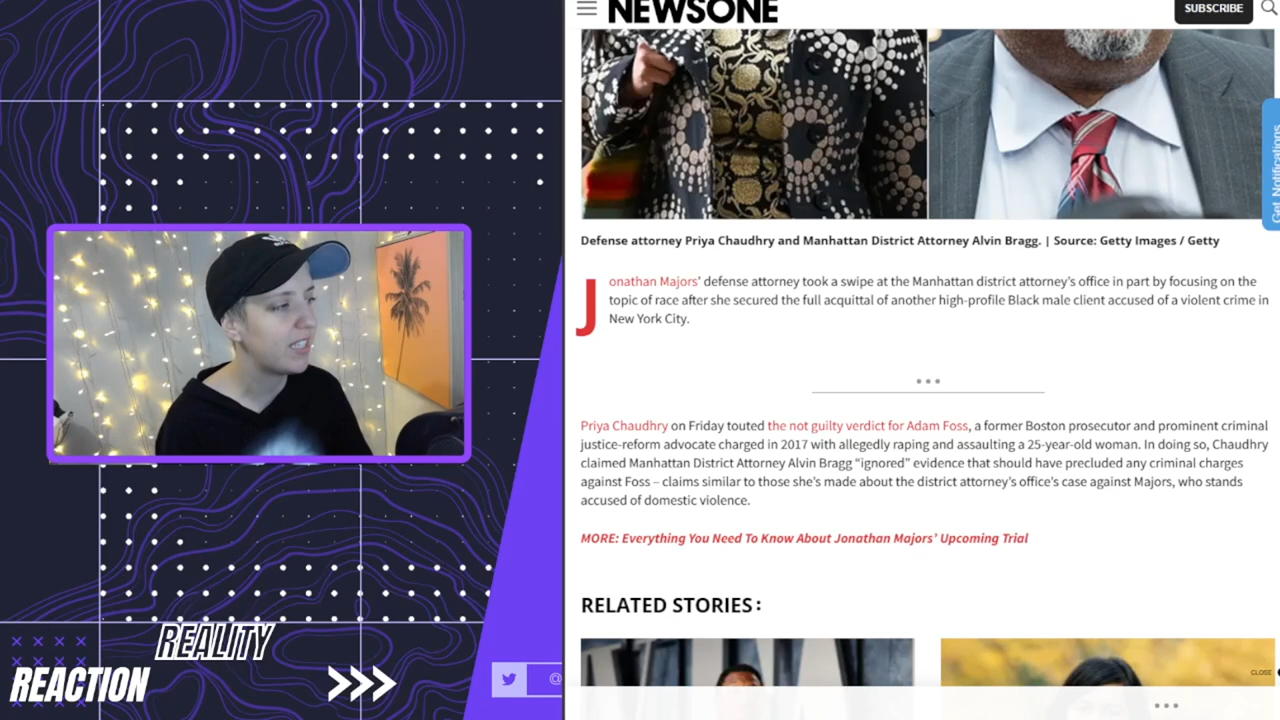 NEWSONE
SUBSCRIBE
Get Notifications
Defense attorney Priya Chaudhry and Manhattan District Attorney Alvin Bragg. | Source: Getty Images / Getty
Jonathan Majors’ defense attorney took a swipe at the Manhattan district attorney’s office in part by focusing on the
topic of race after she secured the full acquittal of another high-profile Black male client accused of a violent crime in
New York City.
Priya Chaudhry on Friday touted the not guilty verdict for Adam Foss, a former Boston prosecutor and prominent criminal
justice-reform advocate charged in 2017 with allegedly raping and assaulting a 25-year-old woman. In doing so, Chaudhry
claimed Manhattan District Attorney Alvin Bragg “ignored” evidence that should have precluded any criminal charges
against Foss – claims similar to those she’s made about the district attorney’s office’s case against Majors, who stands
accused of domestic violence.
MORE: Everything You Need To Know About Jonathan Majors’ Upcoming Trial
RELATED STORIES:
CLOSE
REALITY
REACTION
@